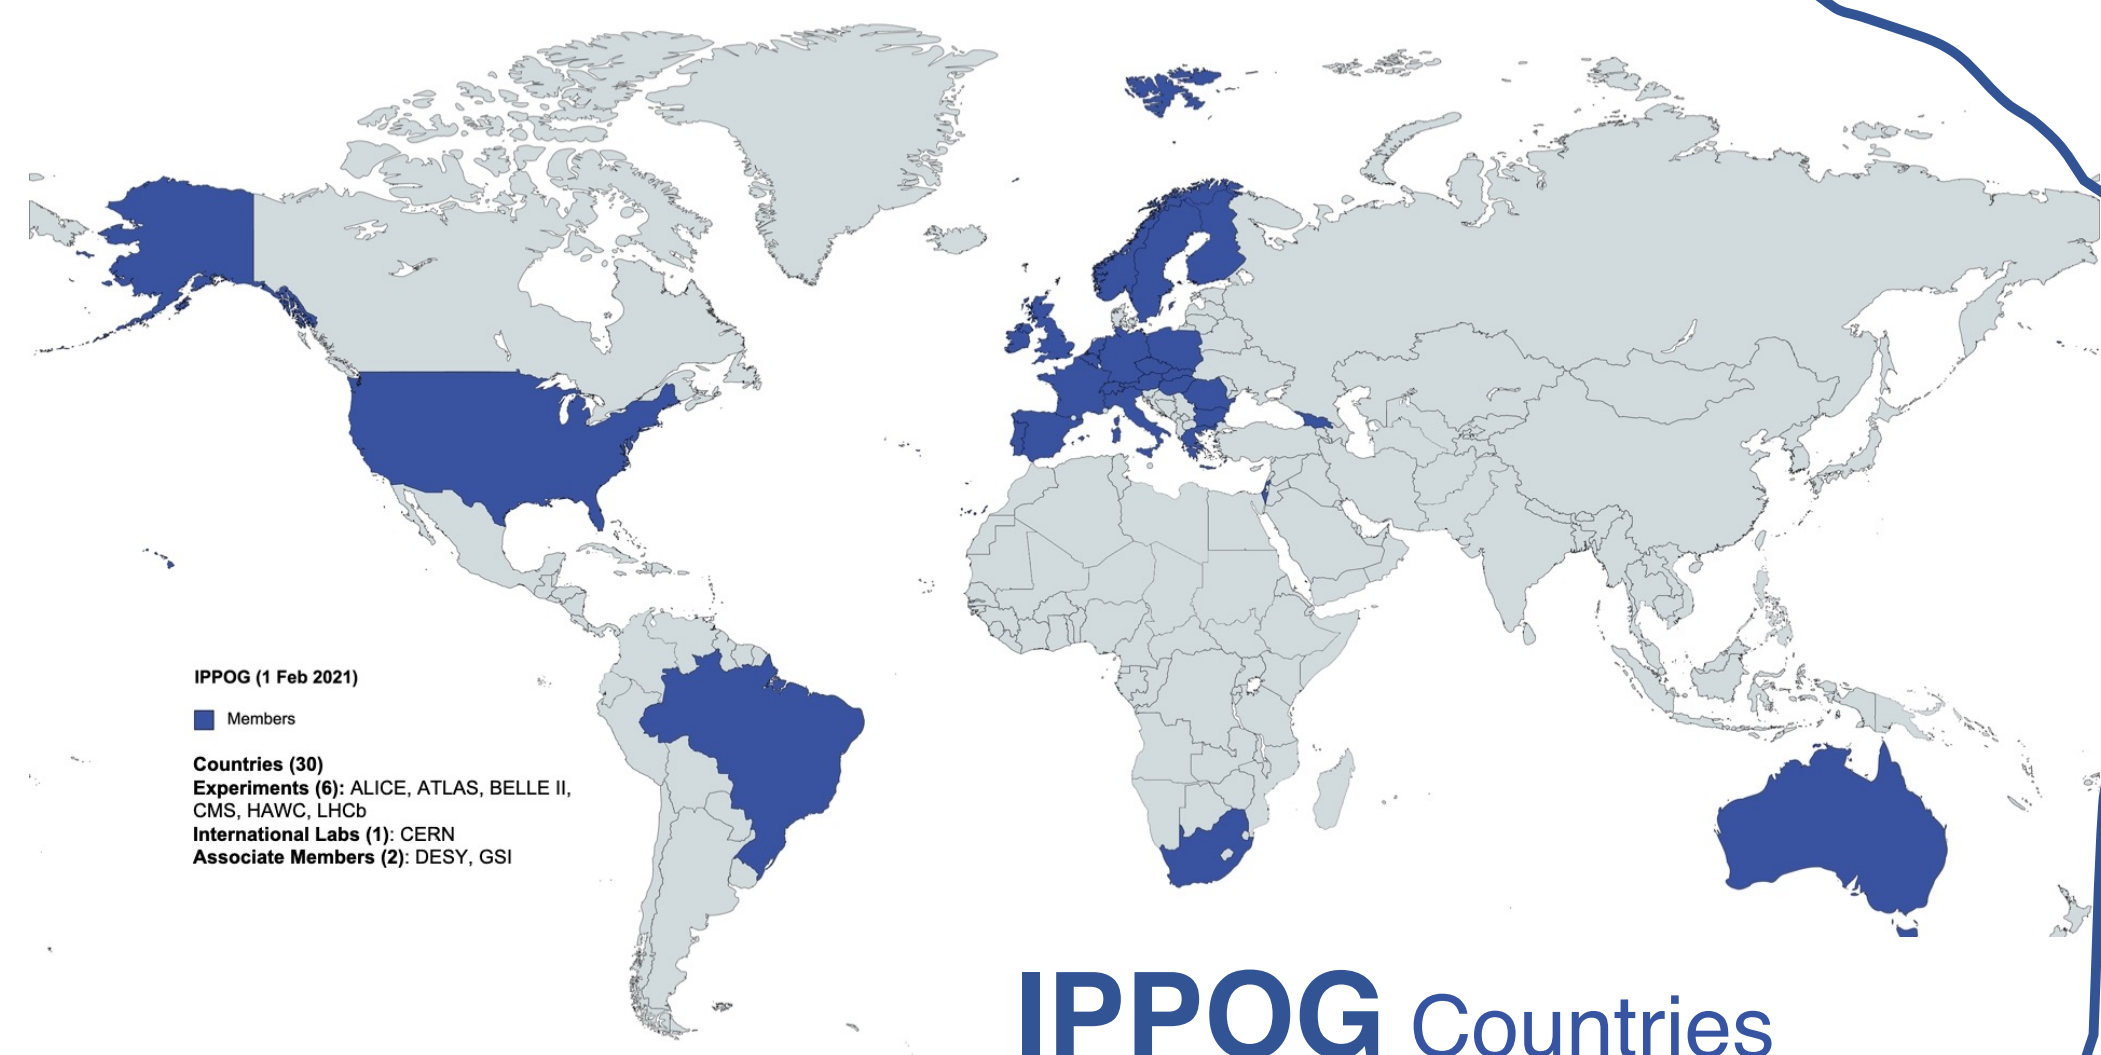 IPPOG (1 Feb 2021)
Members
Countries (30)
Experiments (6): ALICE, ATLAS, BELLE II,
CMS, HAWC, LHCb
International Labs (1): CERN
Associate Members (2): DESY, GSI
IPPOG Countries